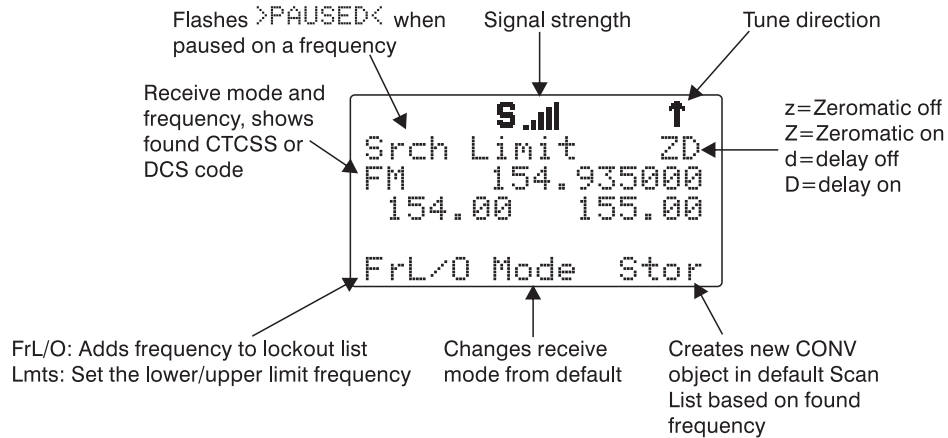 Flashes >PAUSED< when
paused on a frequency
Signal strength
Tune direction
Receive mode and
frequency, shows
found CTCSS or
DCS code
z=Zeromatic off
Z=Zeromatic on
d=delay off
D=delay on
S
Srch Limit ZD
FM 154.935000
154.00 155.00
FrL/O Mode Stor
FrL/O: Adds frequency to lockout list
Lmts: Set the lower/upper limit frequency
Changes receive
mode from default
Creates new CONV
object in default Scan
List based on found
frequency